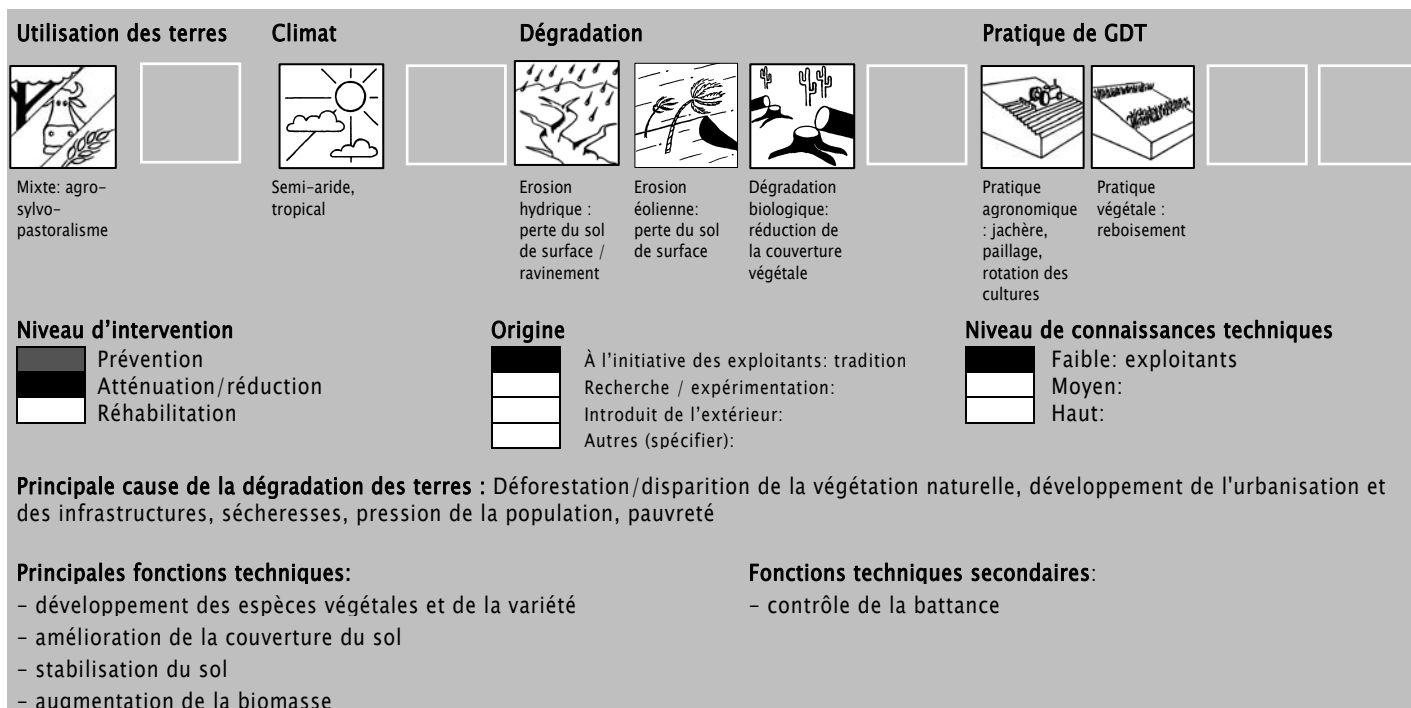 Utilisation des terres
Climat
Dégradation
Pratique de GDT
Mixte: agro-
sylvo-
pastoralisme
Semi-aride,
tropical
Erosion
hydrique :
perte du sol
de surface /
ravinement
Erosion
éolienne:
perte du sol
de surface
Dégradation
biologique:
réduction de
la couverture
végétale
Pratique
agronomique
: jachère,
paillage,
rotation des
cultures
Pratique
végétale :
reboisement
Niveau d'intervention
Prévention
Atténuation/réduction
Réhabilitation
Origine
À l'initiative des exploitants: tradition
Recherche / expérimentation:
Introduit de l'extérieur:
Autres (spécifier):
Niveau de connaissances techniques
Faible: exploitants
Moyen:
Haut:
Principale cause de la dégradation des terres : Déforestation/disparition de la végétation naturelle, développement de l'urbanisation et
des infrastructures, sécheresses, pression de la population, pauvreté
Principales fonctions techniques:
- développement des espèces végétales et de la variété
- amélioration de la couverture du sol
- stabilisation du sol
- augmentation de la biomasse
Fonctions techniques secondaires:
- contrôle de la battance